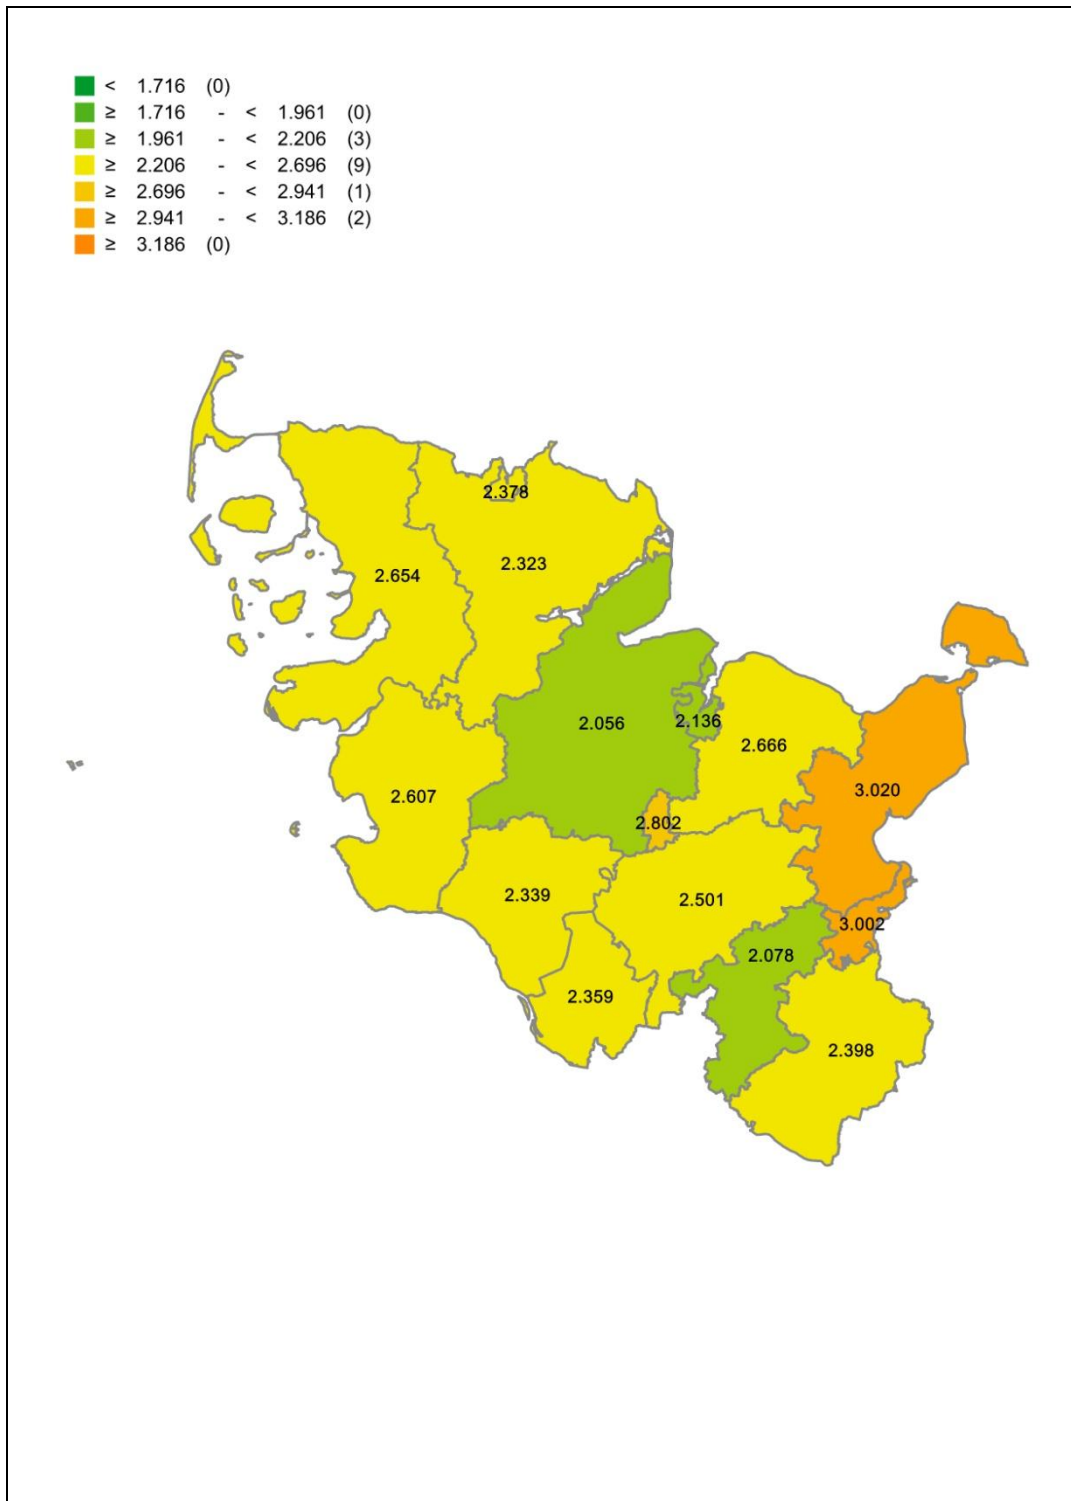 < 1.716 (0)
≥ 1.716 - < 1.961 (0)
≥ 1.961 - < 2.206 (3)
≥ 2.206 - < 2.696 (9)
≥ 2.696 - < 2.941 (1)
≥ 2.941 - < 3.186 (2)
≥ 3.186 (0)
2.378
2.323
2.654
2.056
2.136
2.666
3.020
2.607
2.802
2.339
2.501
3.002
2.078
2.359
2.398